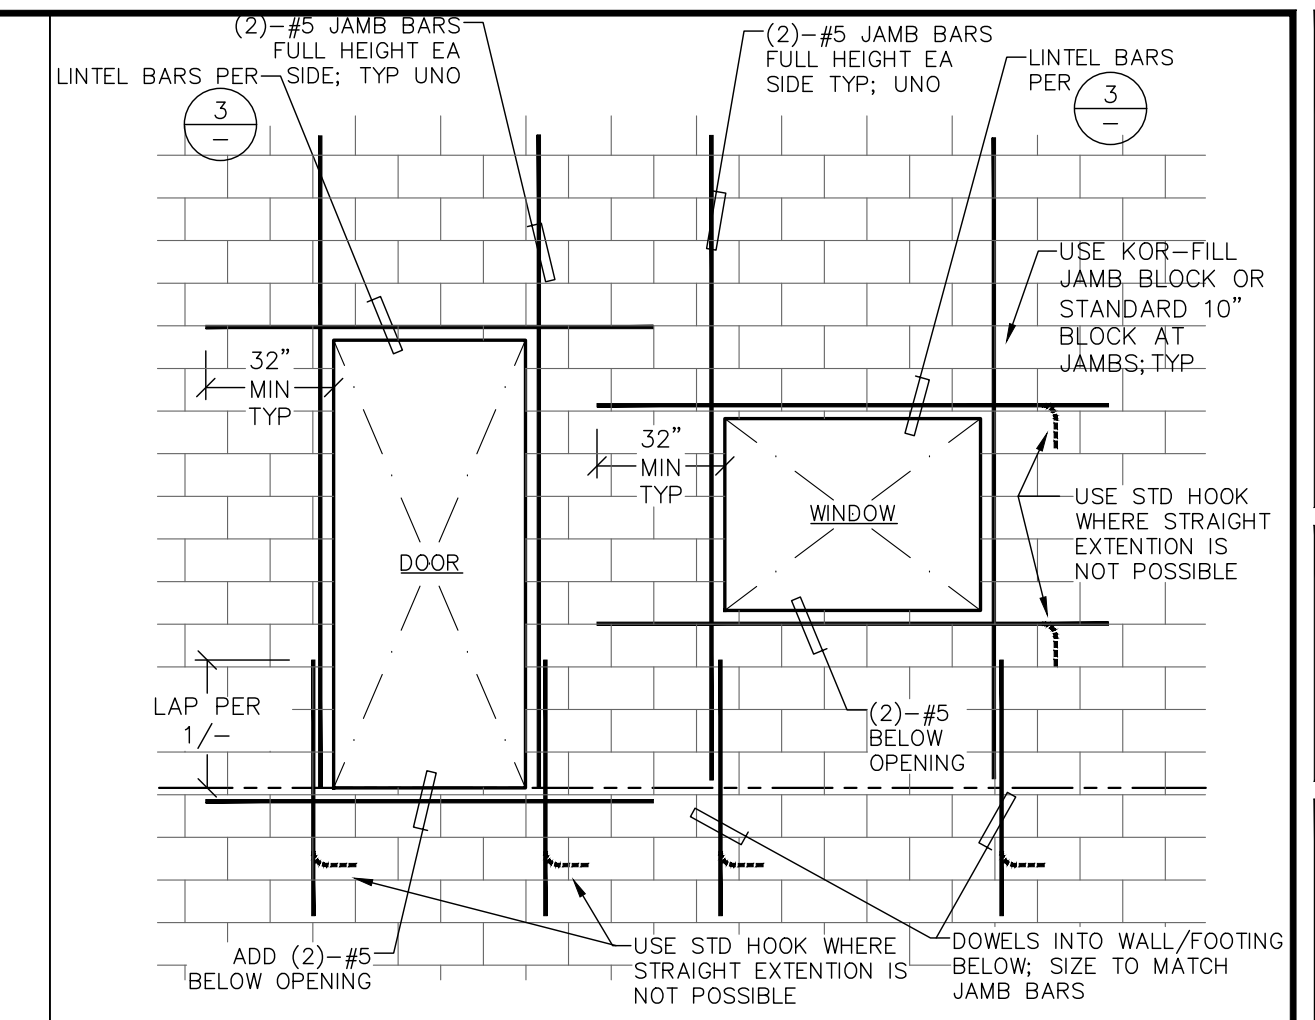 (2)-#5 JAMB BARS
FULL HEIGHT EA
SIDE; TYP UNO
LINTEL BARS PER
3
-
(2)-#5 JAMB BARS
FULL HEIGHT EA
SIDE TYP; UNO
LINTEL BARS
PER
3
-
USE KOR-FILL
JAMB BLOCK OR
STANDARD 10"
BLOCK AT
JAMBS; TYP
32"
MIN
TYP
32"
MIN
TYP
USE STD HOOK
WHERE STRAIGHT
EXTENTION IS
NOT POSSIBLE
WINDOW
DOOR
LAP PER
1/-
(2)-#5
BELOW
OPENING
ADD (2)-#5
BELOW OPENING
USE STD HOOK WHERE
STRAIGHT EXTENTION IS
NOT POSSIBLE
DOWELS INTO WALL/FOOTING
BELOW; SIZE TO MATCH
JAMB BARS